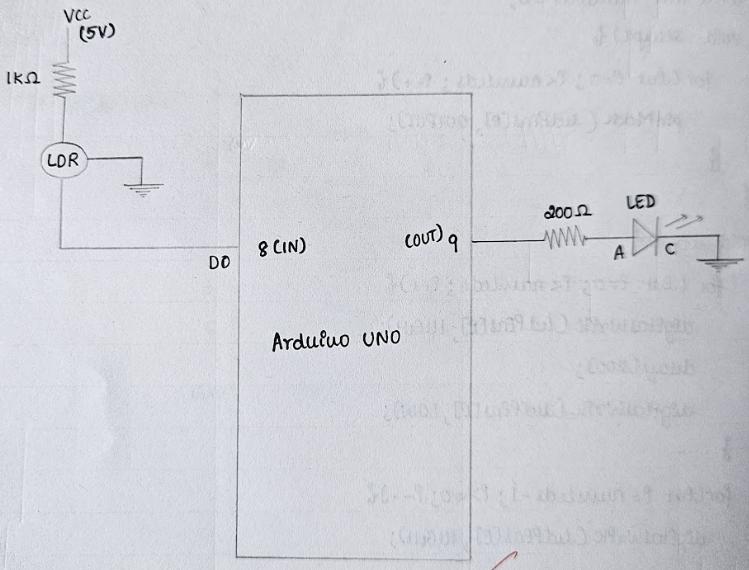 VCC
(5V)
1KΩ
LDR
200Ω
LED
8 (IN)
(OUT) 9
DO
A
C
Arduino UNO